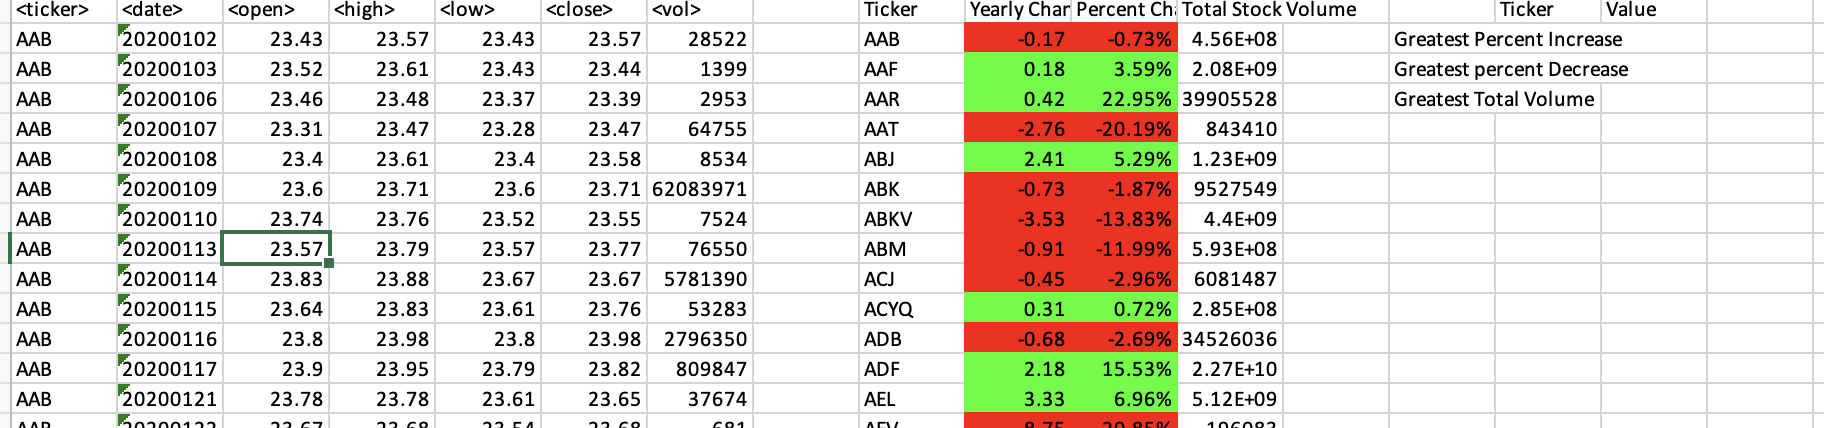 <ticker> <date> <open> <high> <low> <close> <vol> Ticker Yearly Chan Percent Ch Total Stock Volume Ticker Value
AAB 20200102 23.43 23.57 23.43 23.57 28522 AAB -0.17 -0.73% 4.56E+08 Greatest Percent Increase
AAB 20200103 23.52 23.61 23.43 23.44 1399 AAF 0.18 3.59% 2.08E+09 Greatest percent Decrease
AAB 20200106 23.46 23.48 23.37 23.39 2953 AAR 0.42 22.95% 39905528 Greatest Total Volume
AAB 20200107 23.31 23.47 23.28 23.47 64755 AAT -2.76 -20.19% 843410
AAB 20200108 23.4 23.61 23.4 23.58 8534 ABJ 2.41 5.29% 1.23E+09
AAB 20200109 23.6 23.71 23.6 23.71 62083971 ABK -0.73 -1.87% 9527549
AAB 20200110 23.74 23.76 23.52 23.55 7524 ABKV -3.53 -13.83% 4.4E+09
AAB 20200113 23.57 23.79 23.57 23.77 76550 ABM -0.91 -11.99% 5.93E+08
AAB 20200114 23.83 23.88 23.67 23.67 5781390 ACJ -0.45 -2.96% 6081487
AAB 20200115 23.64 23.83 23.61 23.76 53283 ACYQ 0.31 0.72% 2.85E+08
AAB 20200116 23.8 23.98 23.8 23.98 2796350 ADB -0.68 -2.69% 34526036
AAB 20200117 23.9 23.95 23.79 23.82 809847 ADF 2.18 15.53% 2.27E+10
AAB 20200121 23.78 23.78 23.61 23.65 37674 AEL 3.33 6.96% 5.12E+09
AAB 20200122 23.67 23.68 23.54 23.68 681